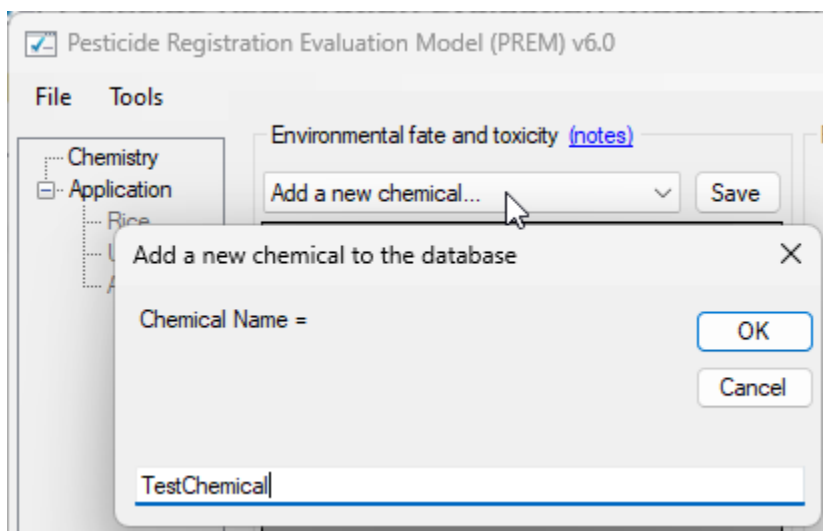 Pesticide Registration Evaluation Model (PREM) v6.0
File Tools
Environmental fate and toxicity (notes)
Chemistry
Application
Add a new chemical...
Save
Rice
Add a new chemical to the database
Chemical Name =
OK
Cancel
TestChemical